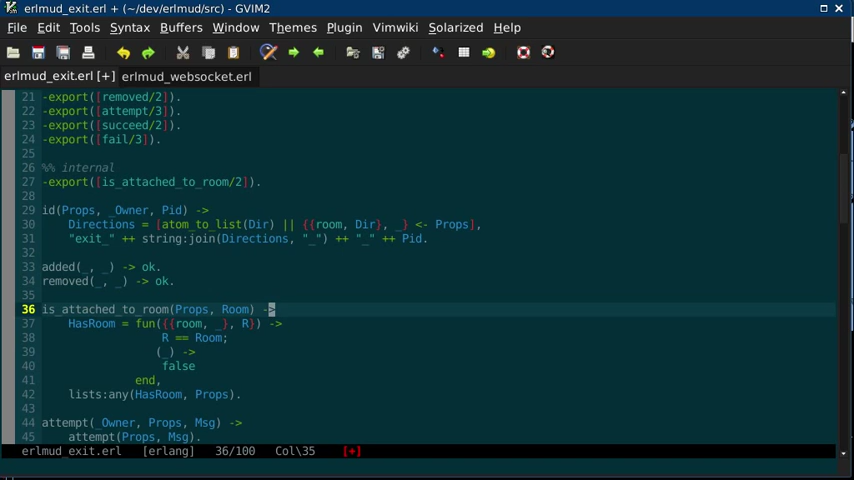 erlmud_exit.erl + (~/dev/erlmud/src) - GVIM2
File Edit Tools Syntax Buffers Window Themes Plugin Vimwiki Solarized Help
erlmud_exit.erl [+] erlmud_websocket.erl
21 -export([removed/2]).
22 -export([attempt/3]).
23 -export([succeed/2]).
24 -export([fail/3]).
25
26 %% internal
27 -export([is_attached_to_room/2]).
28
29 id(Props, _Owner, Pid) ->
30     Directions = [atom_to_list(Dir) || {{room, Dir}, _} <- Props],
31     "exit_" ++ string:join(Directions, "_") ++ "_" ++ Pid.
32
33 added(_, _) -> ok.
34 removed(_, _) -> ok.
35
36 is_attached_to_room(Props, Room) ->
37     HasRoom = fun({{room, _}, R}) ->
38                   R == Room;
39                  (_) ->
40                   false
41               end,
42     lists:any(HasRoom, Props).
43
44 attempt(_Owner, Props, Msg) ->
45     attempt(Props, Msg).
erlmud_exit.erl [erlang] 36/100 Col\35 [+]